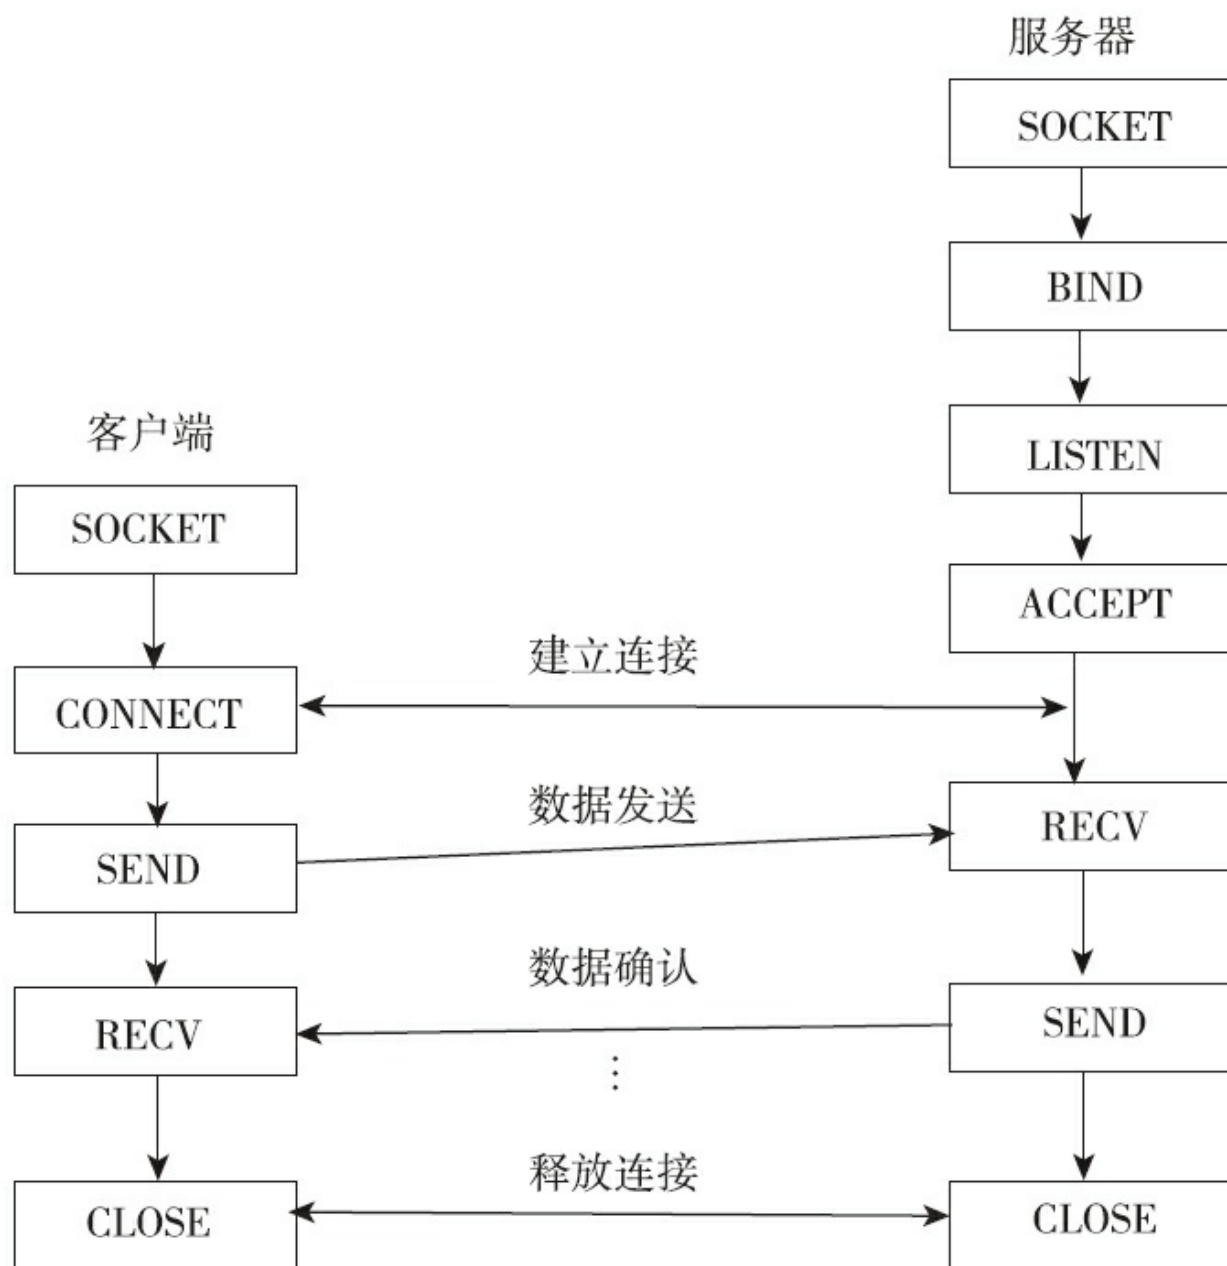 服务器
SOCKET
BIND
LISTEN
客户端
SOCKET
ACCEPT
建立连接
CONNECT
数据发送
RECV
SEND
数据确认
SEND
RECV
⋮
释放连接
CLOSE
CLOSE